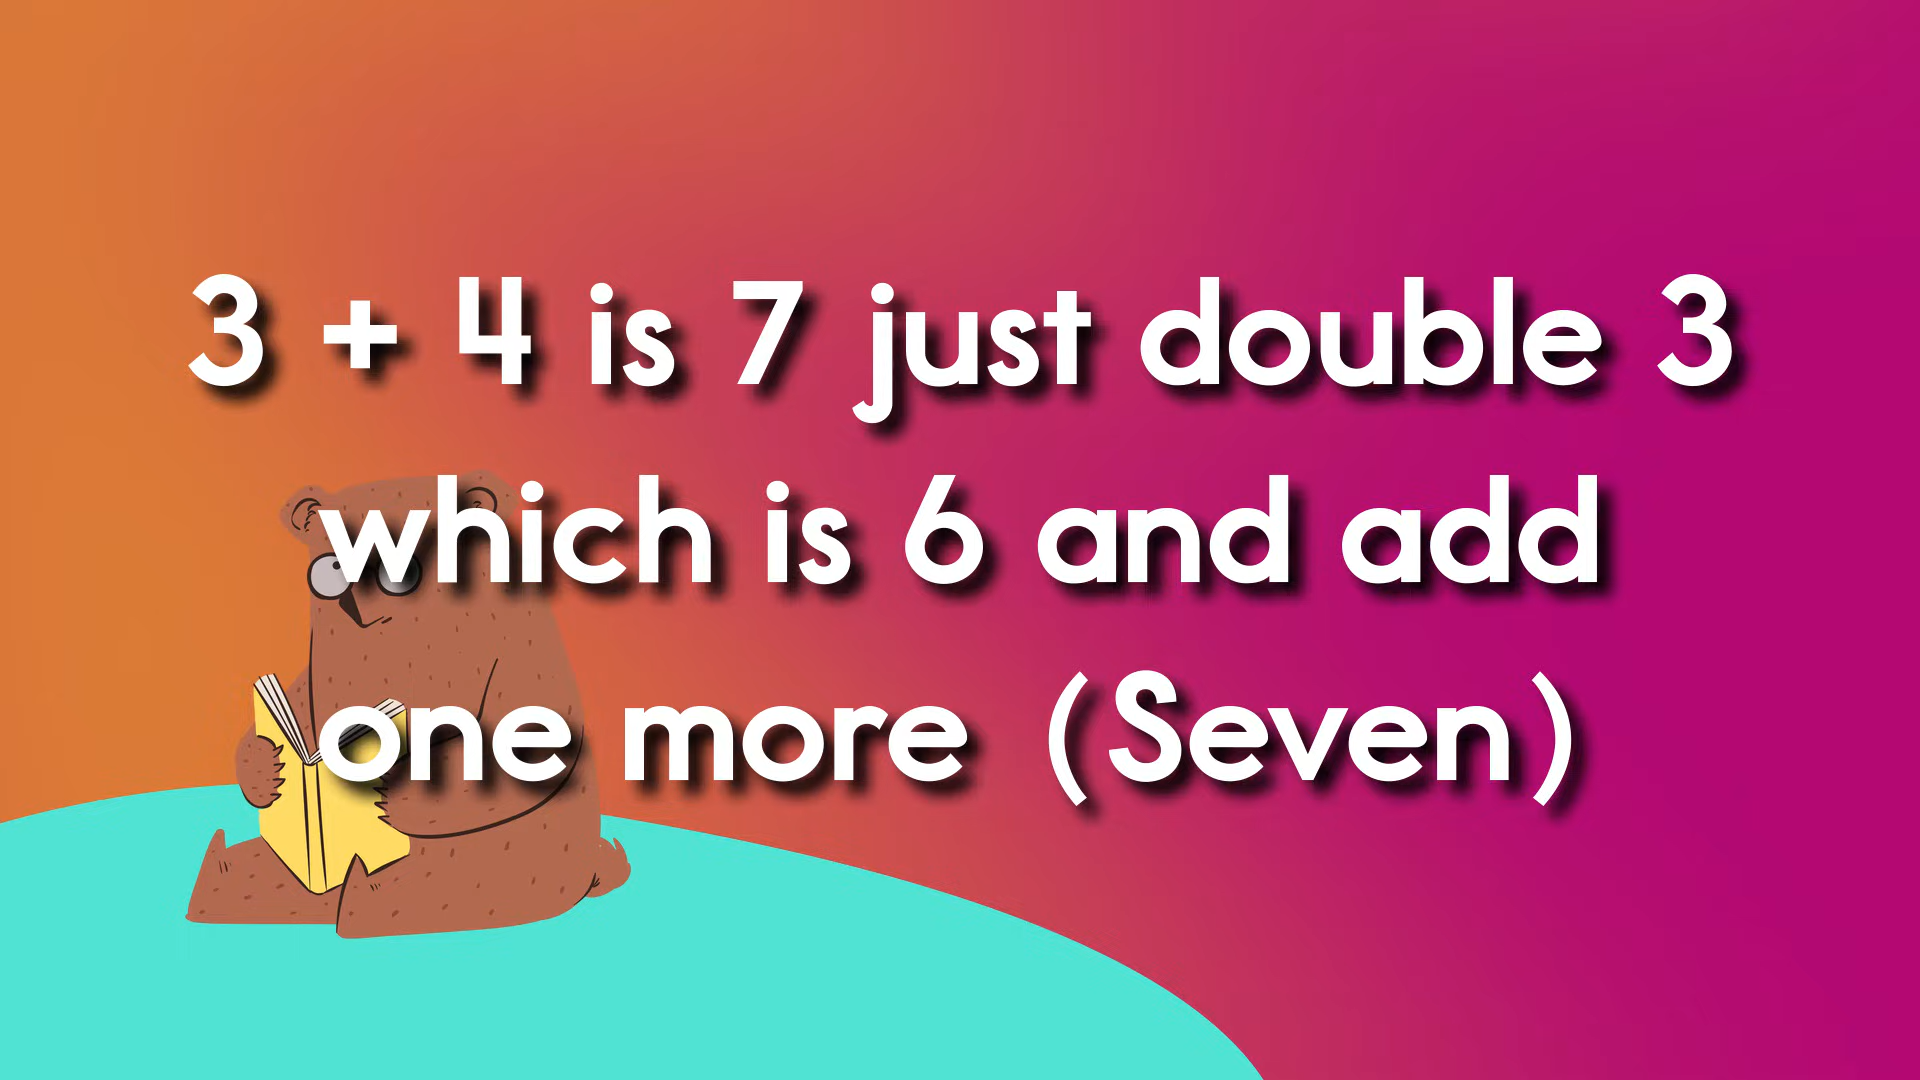 3 + 4 is 7 just double 3
which is 6 and add
one more (Seven)